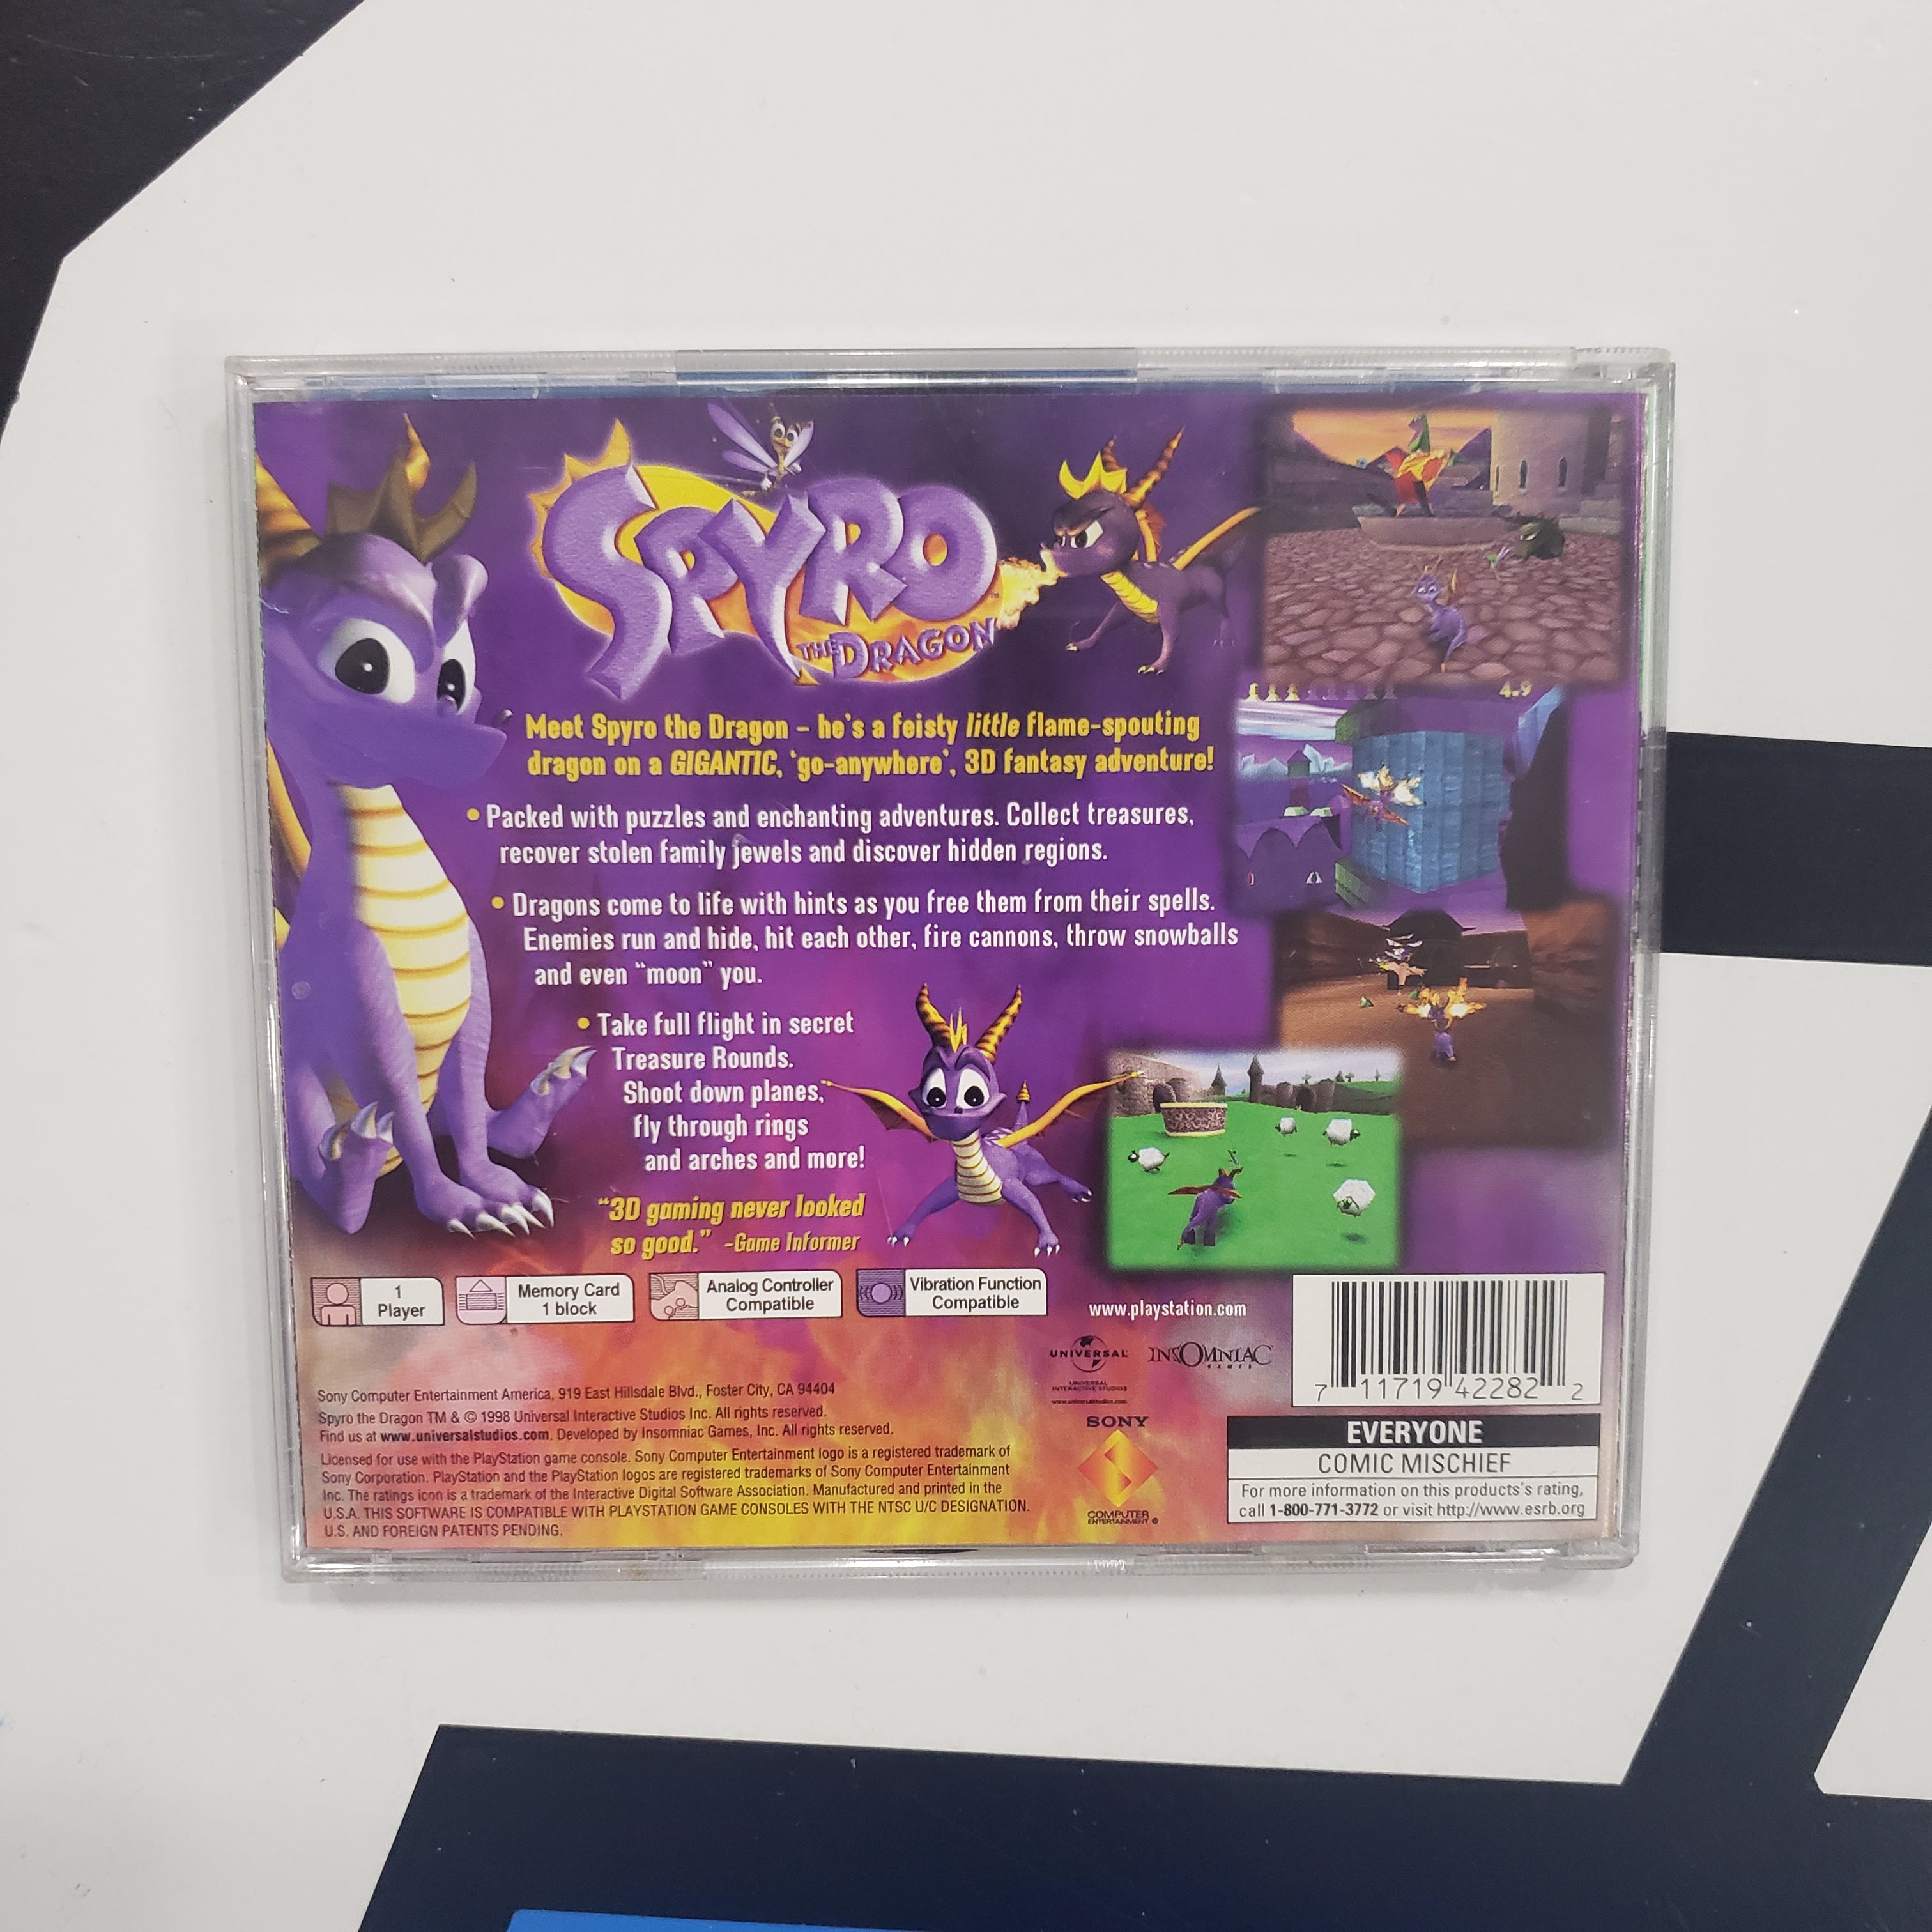 SPYRO
THE DRAGON
™
Meet Spyro the Dragon – he's a feisty little flame-spouting
dragon on a GIGANTIC, 'go-anywhere', 3D fantasy adventure!
• Packed with puzzles and enchanting adventures. Collect treasures,
recover stolen family jewels and discover hidden regions.
• Dragons come to life with hints as you free them from their spells.
Enemies run and hide, hit each other, fire cannons, throw snowballs
and even “moon” you.
• Take full flight in secret
Treasure Rounds.
Shoot down planes,
fly through rings
and arches and more!
“3D gaming never looked
so good.” -Game Informer
4.9
1
Player
Memory Card
1 block
Analog Controller
Compatible
Vibration Function
Compatible
www.playstation.com
UNIVERSAL
UNIVERSAL
INTERACTIVE STUDIOS
www.universalstudios.com
INSOMNIAC
GAMES
7 11719 42282 2
Sony Computer Entertainment America, 919 East Hillsdale Blvd., Foster City, CA 94404
Spyro the Dragon TM & © 1998 Universal Interactive Studios Inc. All rights reserved.
Find us at www.universalstudios.com. Developed by Insomniac Games, Inc. All rights reserved.
Licensed for use with the PlayStation game console. Sony Computer Entertainment logo is a registered trademark of
Sony Corporation. PlayStation and the PlayStation logos are registered trademarks of Sony Computer Entertainment
Inc. The ratings icon is a trademark of the Interactive Digital Software Association. Manufactured and printed in the
U.S.A. THIS SOFTWARE IS COMPATIBLE WITH PLAYSTATION GAME CONSOLES WITH THE NTSC U/C DESIGNATION.
U.S. AND FOREIGN PATENTS PENDING.
SONY
COMPUTER
ENTERTAINMENT ®
EVERYONE
COMIC MISCHIEF
For more information on this products's rating,
call 1-800-771-3772 or visit http://www.esrb.org